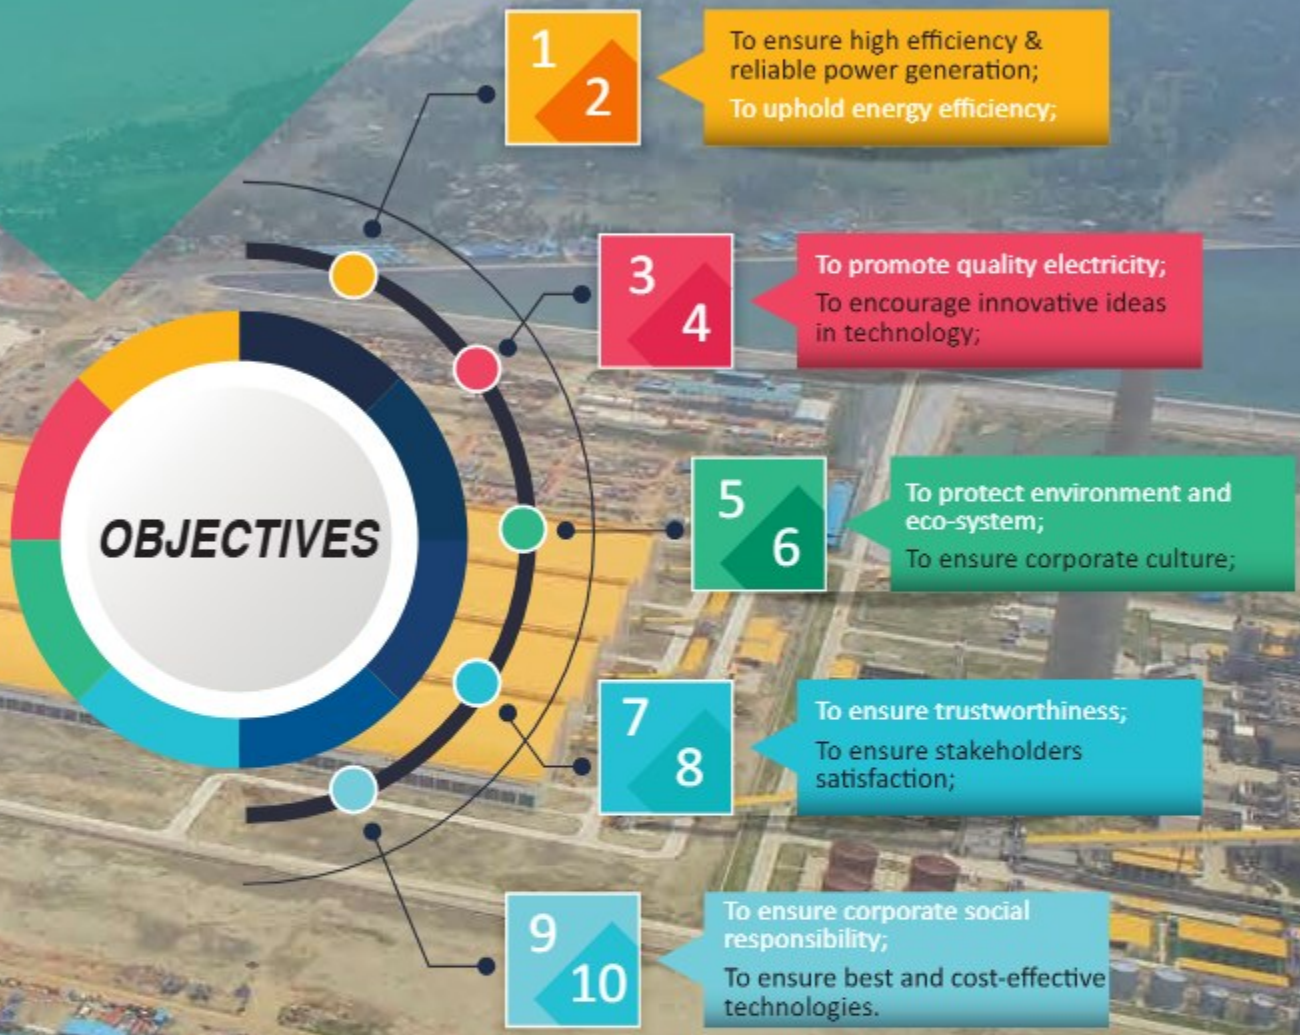 1
2
To ensure high efficiency &
reliable power generation;
To uphold energy efficiency;
3
4
To promote quality electricity;
To encourage innovative ideas
in technology;
OBJECTIVES
5
6
To protect environment and
eco-system;
To ensure corporate culture;
7
8
To ensure trustworthiness;
To ensure stakeholders
satisfaction;
9
10
To ensure corporate social
responsibility;
To ensure best and cost-effective
technologies.